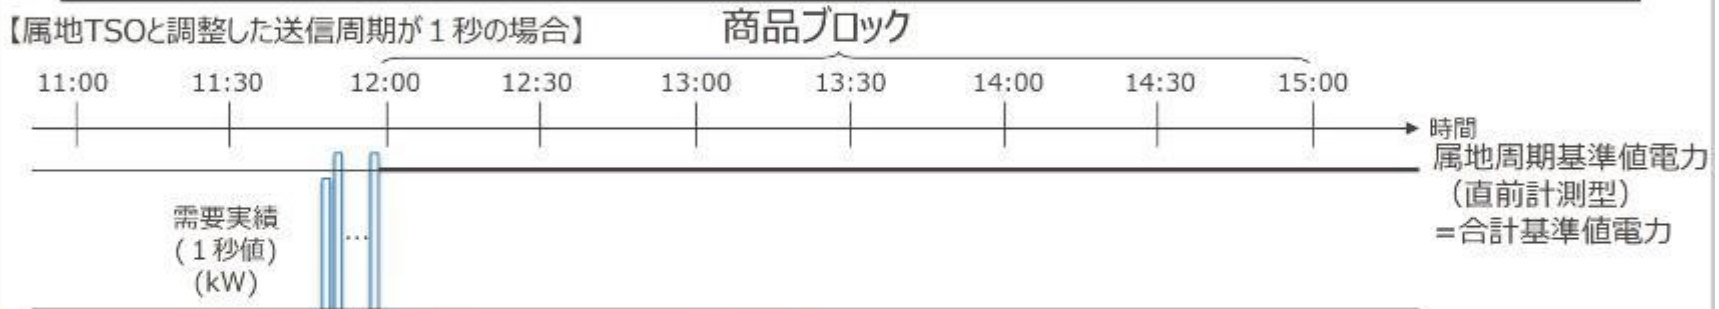 【属地TSOと調整した送信周期が１秒の場合】
商品ブロック
11:00 11:30 12:00 12:30 13:00 13:30 14:00 14:30 15:00
時間
属地周期基準値電力
（直前計測型）
=合計基準値電力
需要実績
(１秒値)
(kW)
…